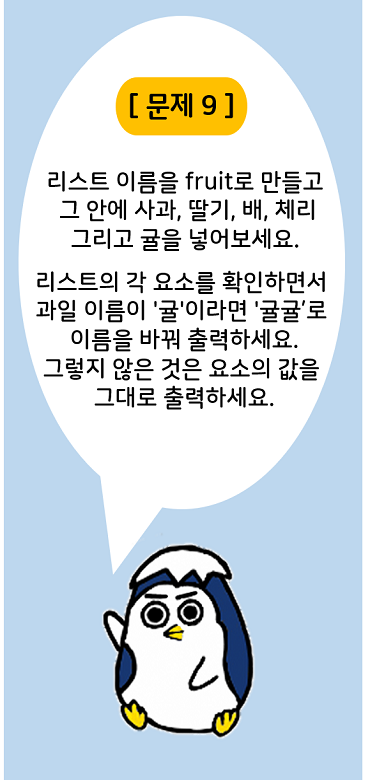 [ 문제 9 ]
리스트 이름을 fruit로 만들고
그 안에 사과, 딸기, 배, 체리
그리고 귤을 넣어보세요.
리스트의 각 요소를 확인하면서
과일 이름이 '귤'이라면 '귤귤’로
이름을 바꿔 출력하세요.
그렇지 않은 것은 요소의 값을
그대로 출력하세요.